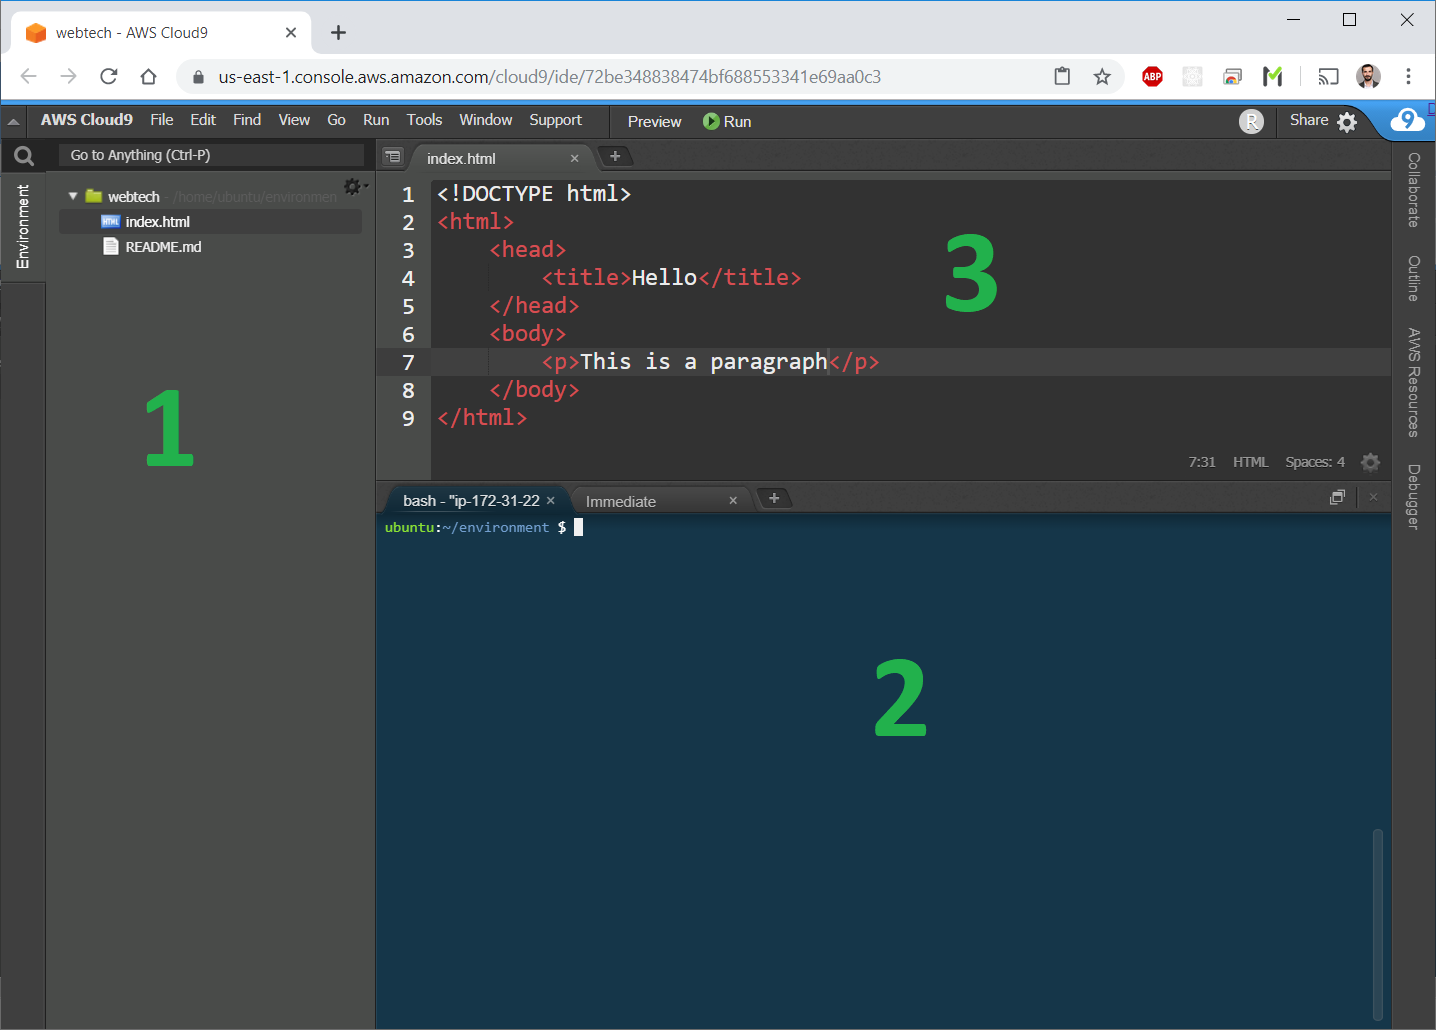 webtech - AWS Cloud9
us-east-1.console.aws.amazon.com/cloud9/ide/72be348838474bf688553341e69aa0c3
ABP
AWS Cloud9 File Edit Find View Go Run Tools Window Support Preview Run R Share 9
Go to Anything (Ctrl-P)
index.html
Environment
webtech - /home/ubuntu/environmen
index.html
README.md
1 <!DOCTYPE html>
2 <html>
3     <head>
4         <title>Hello</title>
5     </head>
6     <body>
7         <p>This is a paragraph</p>
8     </body>
9 </html>
7:31 HTML Spaces: 4
Collaborate
Outline
AWS Resources
Debugger
bash - "ip-172-31-22
Immediate
ubuntu:~/environment $
1
2
3